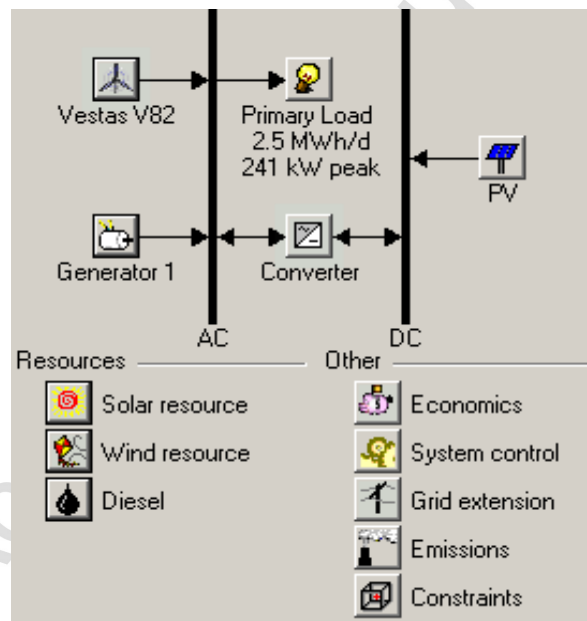 Vestas V82
Primary Load
2.5 MWh/d
241 kW peak
PV
Generator 1
Converter
AC
DC
Resources
Other
Solar resource
Economics
Wind resource
System control
Diesel
Grid extension
Emissions
Constraints